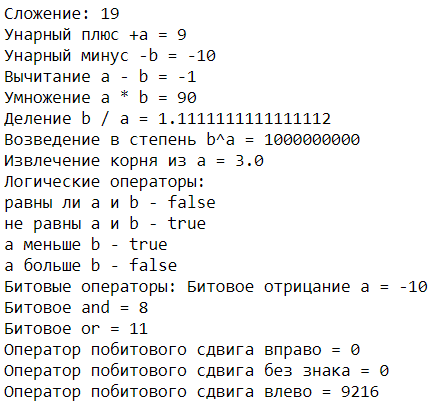 Сложение: 19
Унарный плюс +a = 9
Унарный минус -b = -10
Вычитание a - b = -1
Умножение a * b = 90
Деление b / a = 1.1111111111111112
Возведение в степень b^a = 1000000000
Извлечение корня из a = 3.0
Логические операторы:
равны ли a и b - false
не равны a и b - true
a меньше b - true
a больше b - false
Битовые операторы: Битовое отрицание a = -10
Битовое and = 8
Битовое or = 11
Оператор побитового сдвига вправо = 0
Оператор побитового сдвига без знака = 0
Оператор побитового сдвига влево = 9216